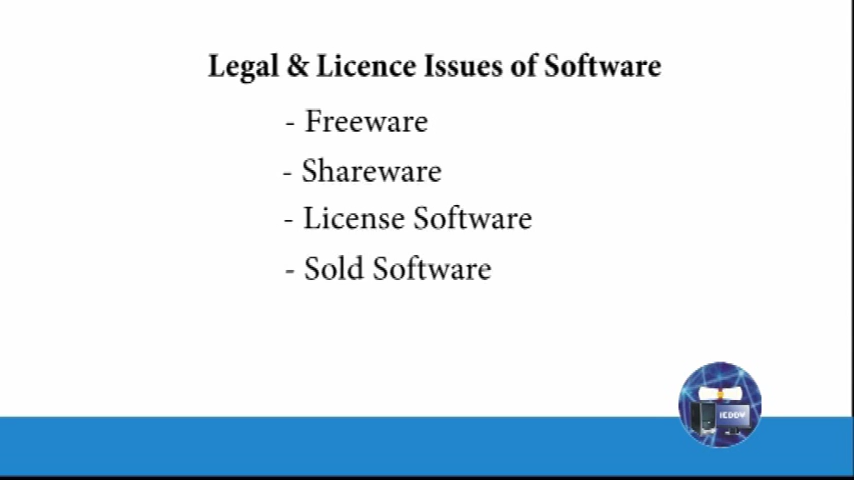 Legal & Licence Issues of Software
- Freeware
- Shareware
- License Software
- Sold Software